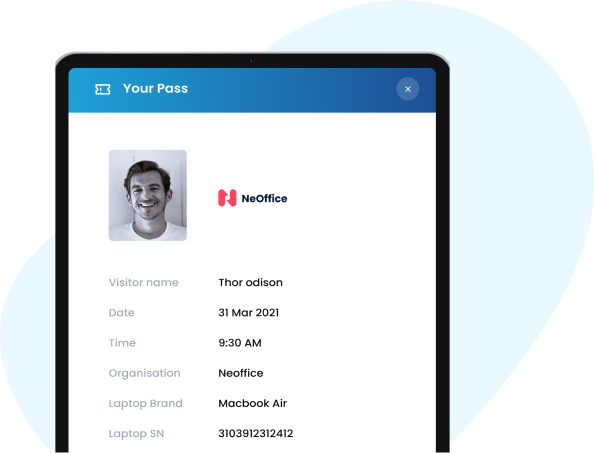 Your Pass
NeOffice
Visitor name Thor odison
Date 31 Mar 2021
Time 9:30 AM
Organisation Neoffice
Laptop Brand Macbook Air
Laptop SN 3103912312412